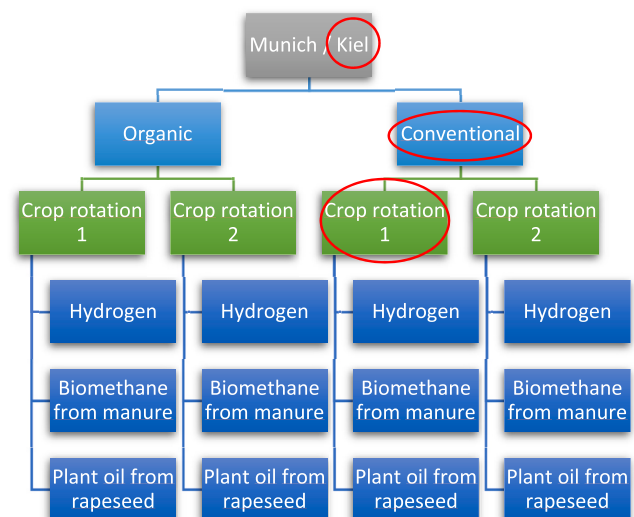 Munich / Kiel
Organic
Conventional
Crop rotation
1
Crop rotation
2
Crop rotation
1
Crop rotation
2
Hydrogen
Hydrogen
Hydrogen
Hydrogen
Biomethane
from manure
Biomethane
from manure
Biomethane
from manure
Biomethane
from manure
Plant oil from
rapeseed
Plant oil from
rapeseed
Plant oil from
rapeseed
Plant oil from
rapeseed